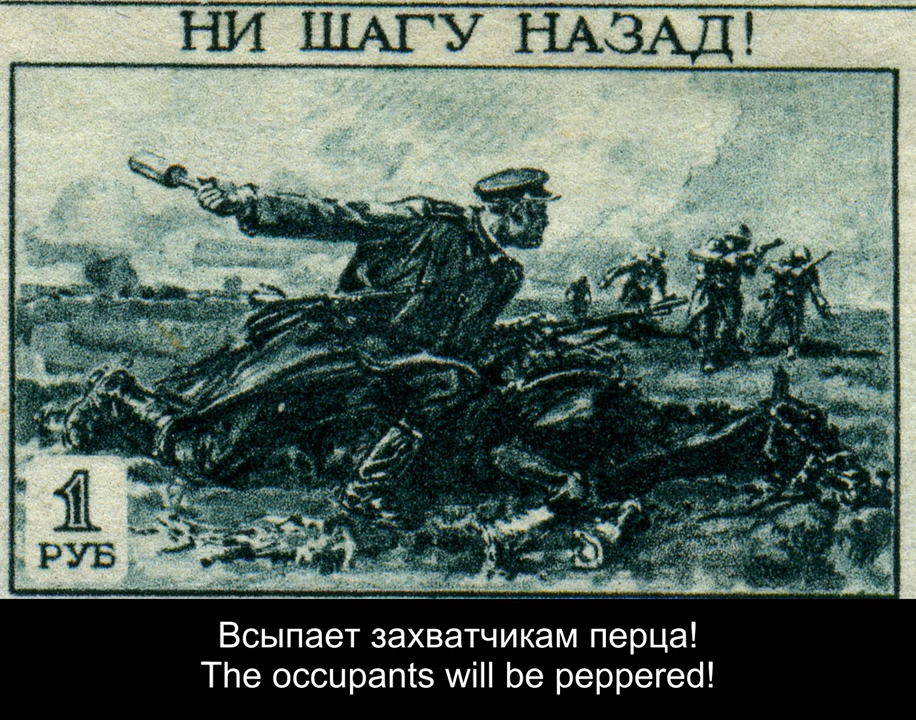 НИ ШАГУ НАЗАД!
1
РУБ
Всыпает захватчикам перца!
The occupants will be peppered!